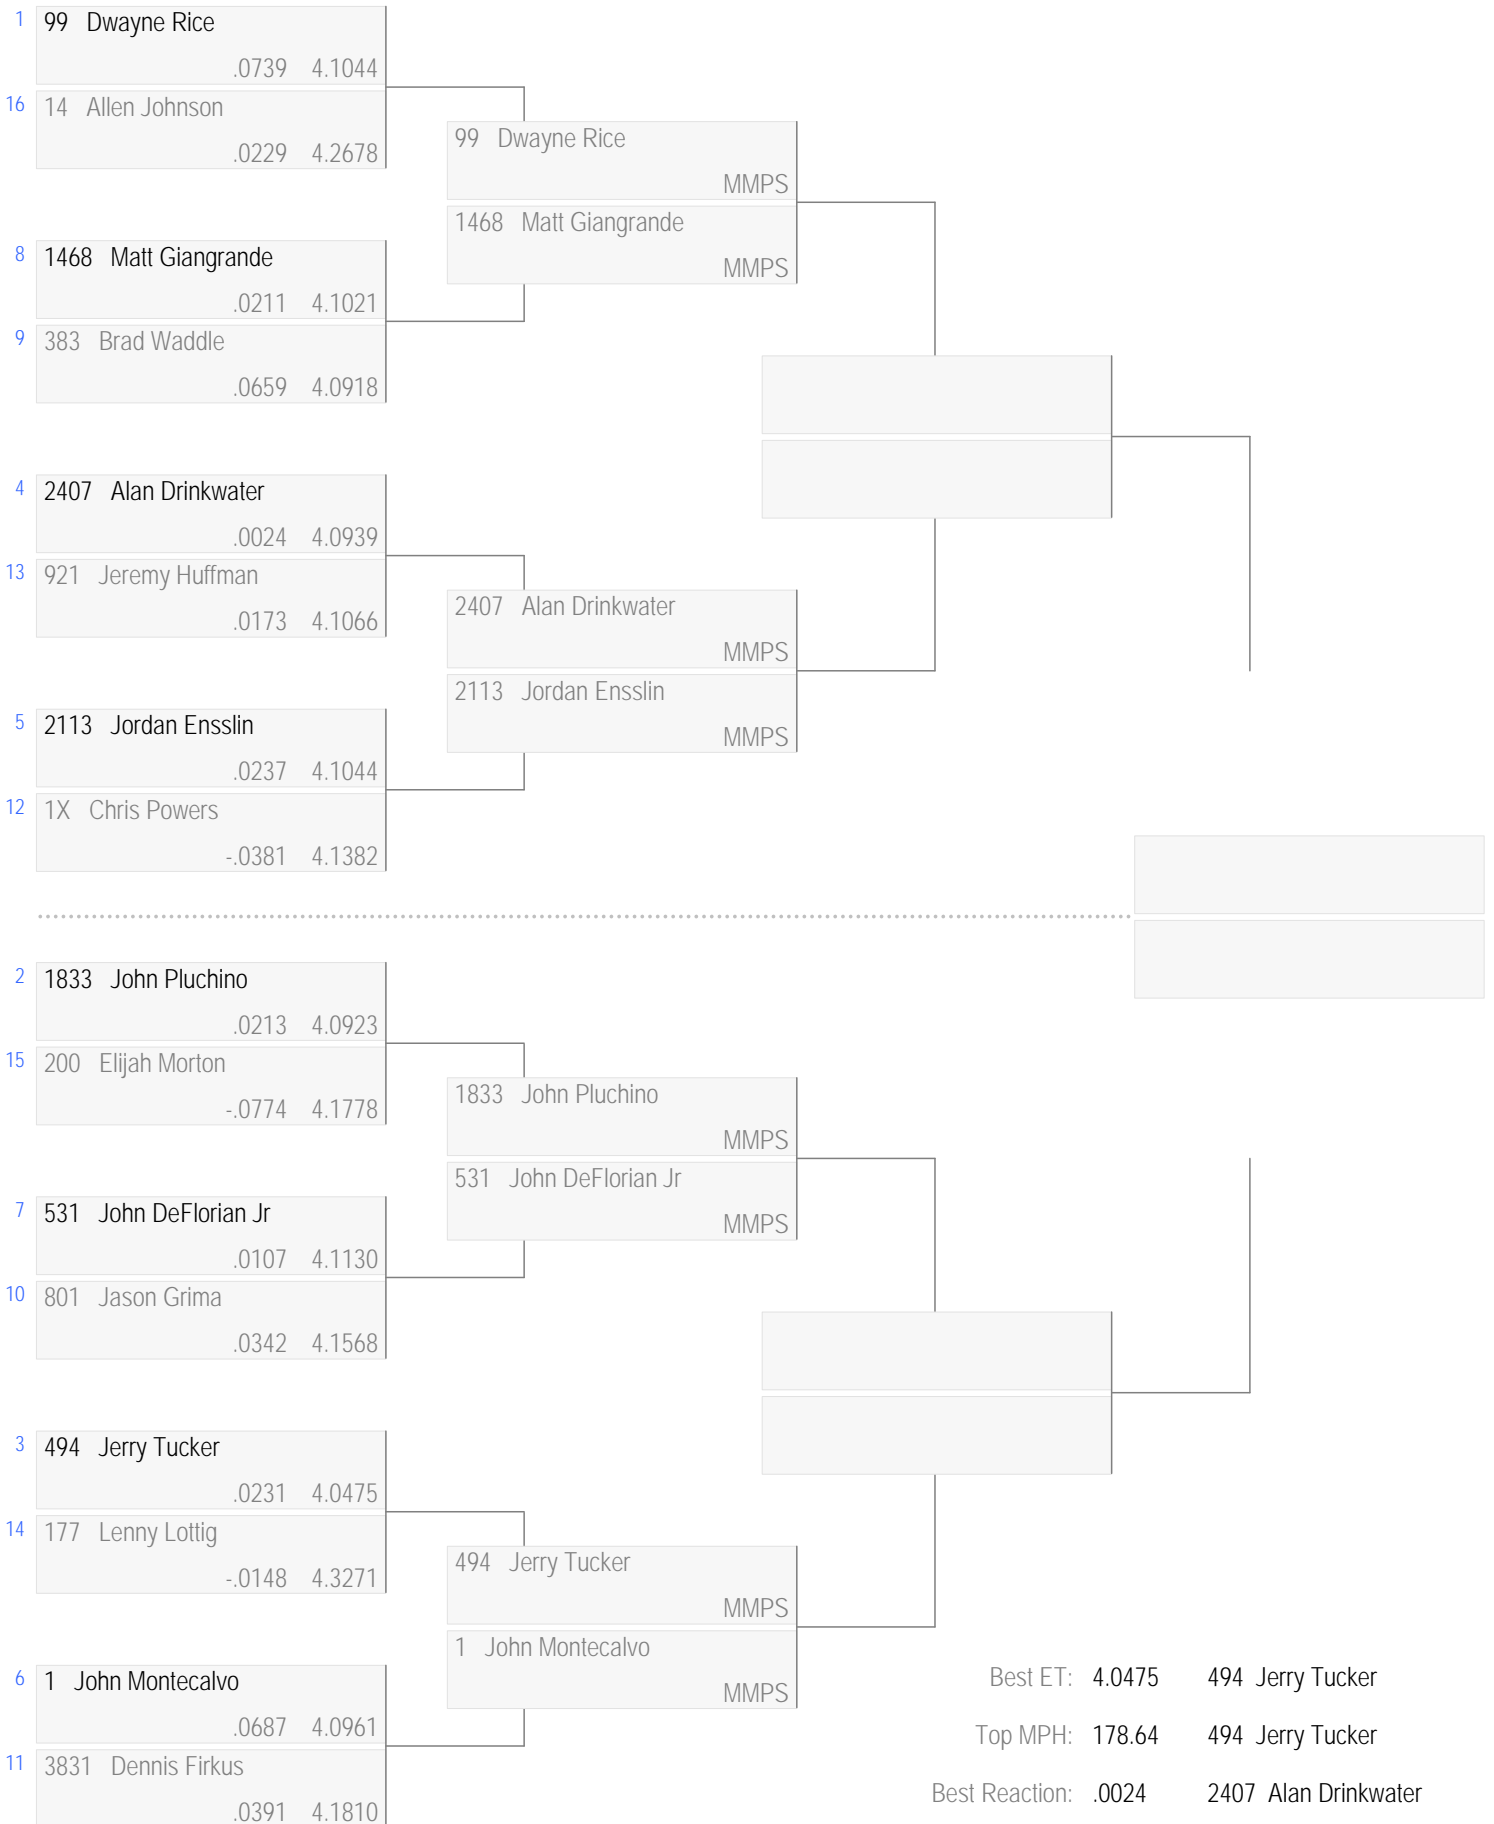 1 99 Dwayne Rice
.0739 4.1044
16 14 Allen Johnson
.0229 4.2678
99 Dwayne Rice
MMPS
1468 Matt Giangrande
MMPS
8 1468 Matt Giangrande
.0211 4.1021
9 383 Brad Waddle
.0659 4.0918
4 2407 Alan Drinkwater
.0024 4.0939
13 921 Jeremy Huffman
.0173 4.1066
2407 Alan Drinkwater
MMPS
2113 Jordan Ensslin
MMPS
5 2113 Jordan Ensslin
.0237 4.1044
12 1X Chris Powers
-.0381 4.1382
2 1833 John Pluchino
.0213 4.0923
15 200 Elijah Morton
-.0774 4.1778
1833 John Pluchino
MMPS
531 John DeFlorian Jr
MMPS
7 531 John DeFlorian Jr
.0107 4.1130
10 801 Jason Grima
.0342 4.1568
3 494 Jerry Tucker
.0231 4.0475
14 177 Lenny Lottig
-.0148 4.3271
494 Jerry Tucker
MMPS
1 John Montecalvo
MMPS
6 1 John Montecalvo
.0687 4.0961
11 3831 Dennis Firkus
.0391 4.1810
Best ET: 4.0475 494 Jerry Tucker
Top MPH: 178.64 494 Jerry Tucker
Best Reaction: .0024 2407 Alan Drinkwater